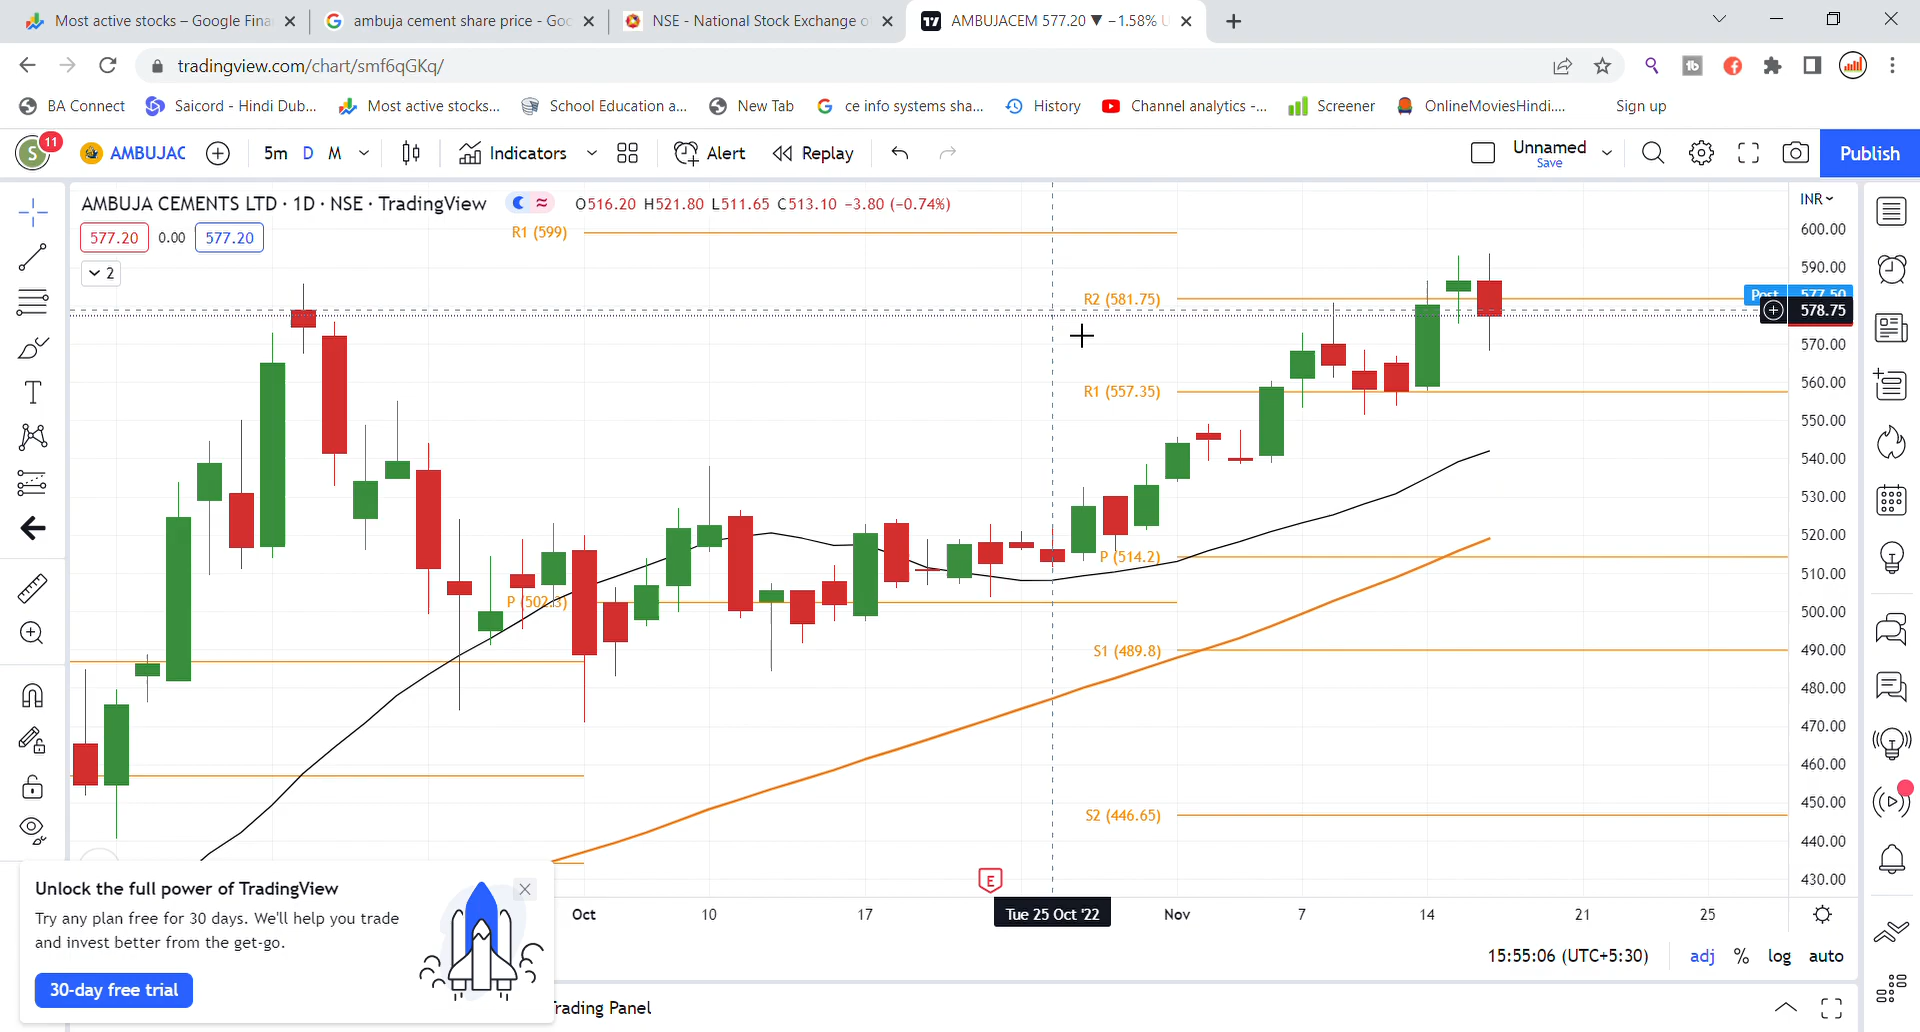 Most active stocks – Google Fina
ambuja cement share price - Goo
NSE - National Stock Exchange o
AMBUJACEM 577.20 ▼ −1.58% U
tradingview.com/chart/smf6qGKq/
BA Connect
Saicord - Hindi Dub...
Most active stocks...
School Education a...
New Tab
ce info systems sha...
History
Channel analytics -...
Screener
OnlineMoviesHindi....
Sign up
S 11
AMBUJAC
5m D M
Indicators
Alert
Replay
Unnamed
Save
Publish
AMBUJA CEMENTS LTD · 1D · NSE · TradingView
O516.20 H521.80 L511.65 C513.10 −3.80 (−0.74%)
INR
577.20 0.00 577.20
2
R1 (599)
R2 (581.75)
R1 (557.35)
P (514.2)
P (502.3)
S1 (489.8)
S2 (446.65)
600.00
590.00
Post 577.50
578.75
570.00
560.00
550.00
540.00
530.00
520.00
510.00
500.00
490.00
480.00
470.00
460.00
450.00
440.00
430.00
E
Oct
10
17
Tue 25 Oct '22
Nov
7
14
21
25
Unlock the full power of TradingView
Try any plan free for 30 days. We'll help you trade
and invest better from the get-go.
30-day free trial
15:55:06 (UTC+5:30)
adj % log auto
rading Panel